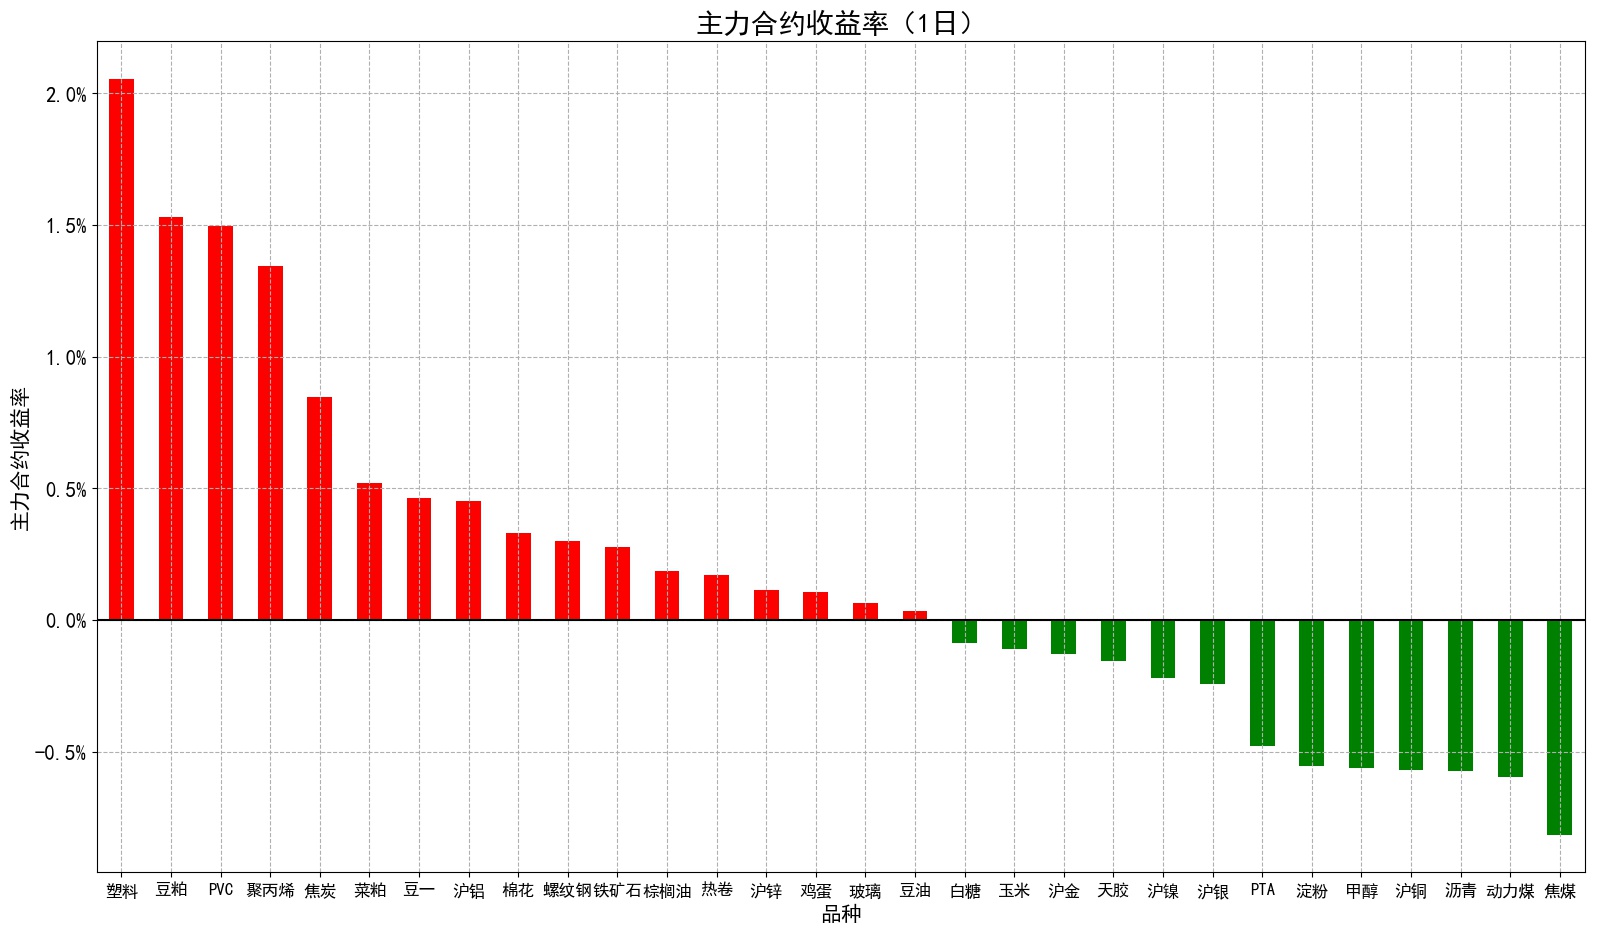 主力合约收益率（1日）
主力合约收益率
2.0%
1.5%
1.0%
0.5%
0.0%
−0.5%
塑料 豆粕 PVC 聚丙烯 焦炭 菜粕 豆一 沪铝 棉花 螺纹钢 铁矿石 棕榈油 热卷 沪锌 鸡蛋 玻璃 豆油 白糖 玉米 沪金 天胶 沪镍 沪银 PTA 淀粉 甲醇 沪铜 沥青 动力煤 焦煤
品种